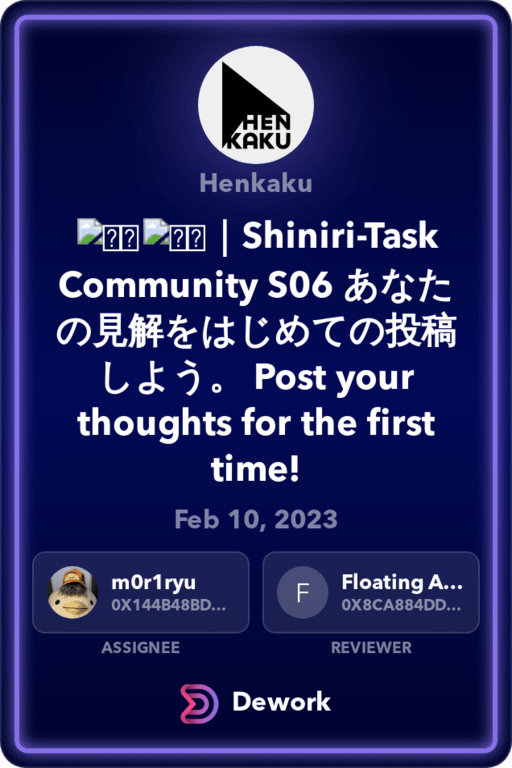 HEN
KAKU
Henkaku
| Shiniri-Task
Community S06 あなた
の見解をはじめての投稿
しよう。 Post your
thoughts for the first
time!
Feb 10, 2023
m0r1ryu
0X144B48BD...
F
Floating A...
0X8CA884DD...
ASSIGNEE
REVIEWER
Dework